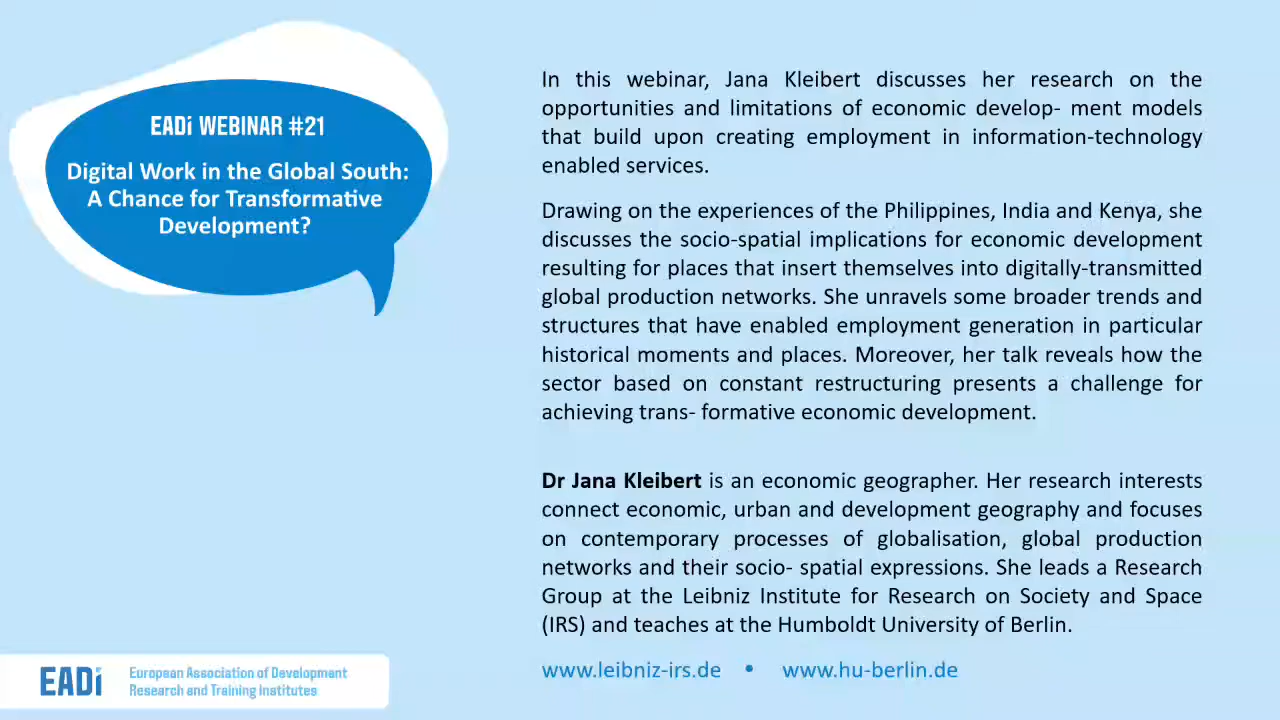 EADi WEBINAR #21
Digital Work in the Global South:
A Chance for Transformative
Development?
In this webinar, Jana Kleibert discusses her research on the
opportunities and limitations of economic develop- ment models
that build upon creating employment in information-technology
enabled services.
Drawing on the experiences of the Philippines, India and Kenya, she
discusses the socio-spatial implications for economic development
resulting for places that insert themselves into digitally-transmitted
global production networks. She unravels some broader trends and
structures that have enabled employment generation in particular
historical moments and places. Moreover, her talk reveals how the
sector based on constant restructuring presents a challenge for
achieving trans- formative economic development.
Dr Jana Kleibert is an economic geographer. Her research interests
connect economic, urban and development geography and focuses
on contemporary processes of globalisation, global production
networks and their socio- spatial expressions. She leads a Research
Group at the Leibniz Institute for Research on Society and Space
(IRS) and teaches at the Humboldt University of Berlin.
www.leibniz-irs.de • www.hu-berlin.de
EADi
European Association of Development
Research and Training Institutes